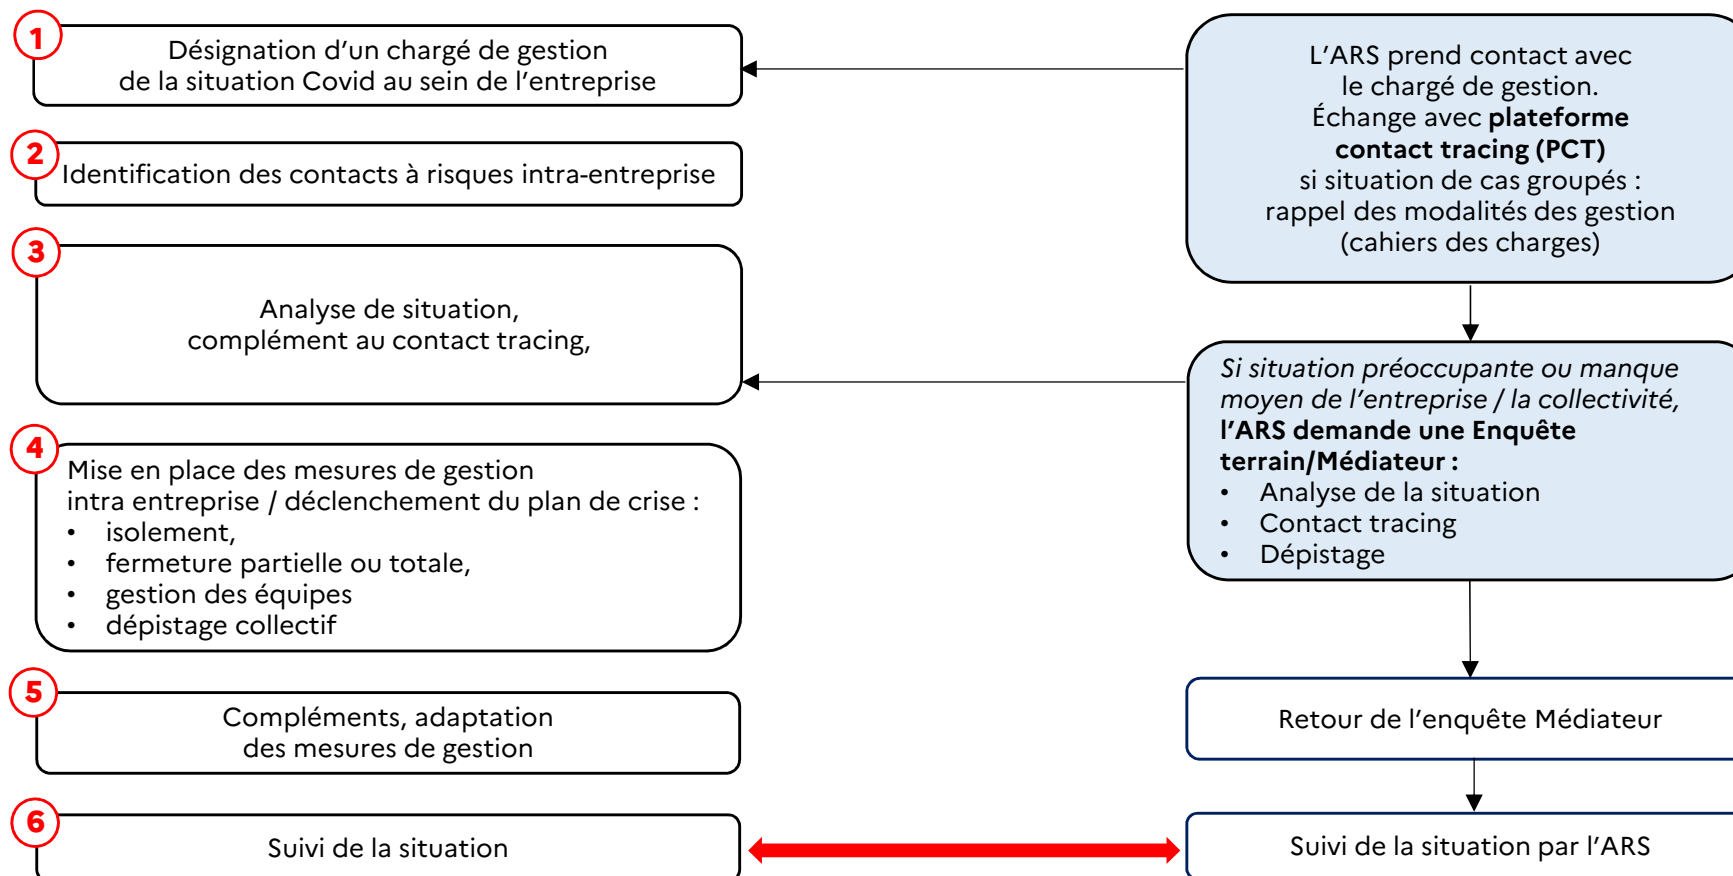 1
Désignation d’un chargé de gestion
de la situation Covid au sein de l’entreprise
2
Identification des contacts à risques intra-entreprise
3
Analyse de situation,
complément au contact tracing,
4
Mise en place des mesures de gestion
intra entreprise / déclenchement du plan de crise :
• isolement,
• fermeture partielle ou totale,
• gestion des équipes
• dépistage collectif
5
Compléments, adaptation
des mesures de gestion
6
Suivi de la situation
L’ARS prend contact avec
le chargé de gestion.
Échange avec plateforme
contact tracing (PCT)
si situation de cas groupés :
rappel des modalités des gestion
(cahiers des charges)
Si situation préoccupante ou manque
moyen de l’entreprise / la collectivité,
l’ARS demande une Enquête
terrain/Médiateur :
• Analyse de la situation
• Contact tracing
• Dépistage
Retour de l’enquête Médiateur
Suivi de la situation par l’ARS